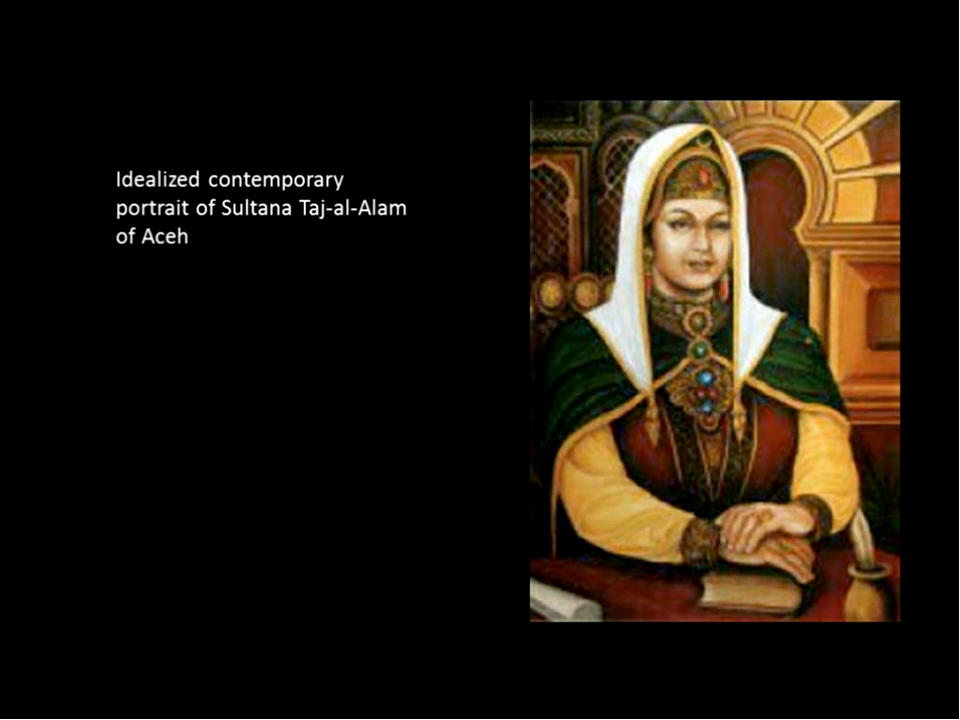 Idealized contemporary
portrait of Sultana Taj-al-Alam
of Aceh